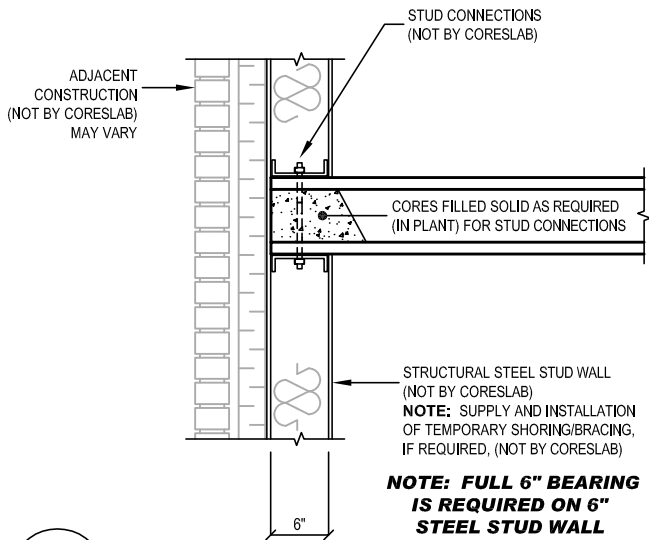 STUD CONNECTIONS
(NOT BY CORESLAB)
ADJACENT
CONSTRUCTION
(NOT BY CORESLAB)
MAY VARY
CORES FILLED SOLID AS REQUIRED
(IN PLANT) FOR STUD CONNECTIONS
STRUCTURAL STEEL STUD WALL
(NOT BY CORESLAB)
NOTE: SUPPLY AND INSTALLATION
OF TEMPORARY SHORING/BRACING,
IF REQUIRED, (NOT BY CORESLAB)
NOTE: FULL 6" BEARING
IS REQUIRED ON 6"
STEEL STUD WALL
6"